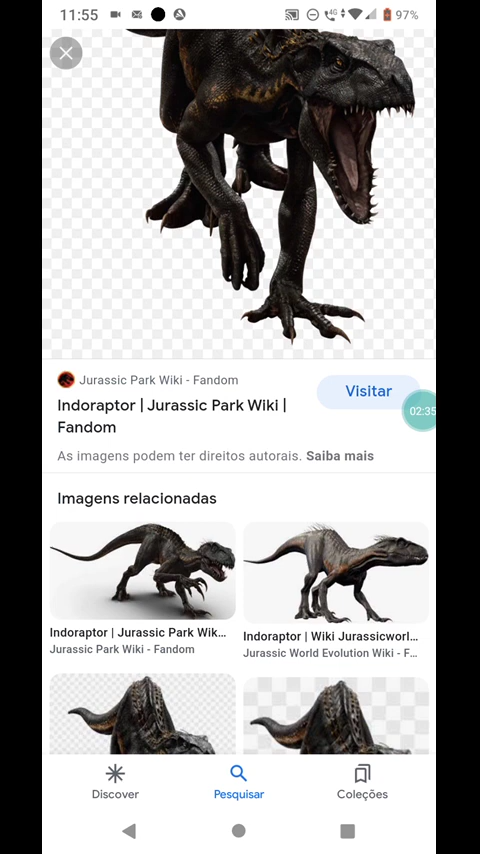 11:55
4G
97%
Jurassic Park Wiki - Fandom
Visitar
Indoraptor | Jurassic Park Wiki |
Fandom
02:35
As imagens podem ter direitos autorais. Saiba mais
Imagens relacionadas
Indoraptor | Jurassic Park Wik...
Jurassic Park Wiki - Fandom
Indoraptor | Wiki Jurassicworl...
Jurassic World Evolution Wiki - F...
Discover
Pesquisar
Coleções